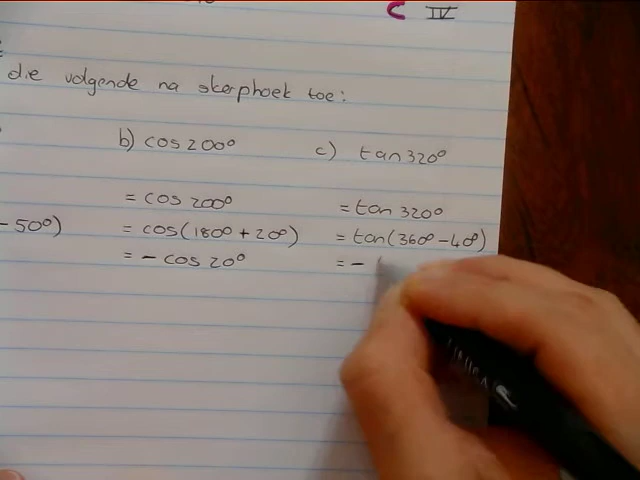 C IV
die volgende na skerphoek toe:
b) cos 200°
c) tan 320°
= cos 200°
= tan 320°
- 50°)
= cos(180° + 20°)
= tan(360° - 40°)
= - cos 20°
= -